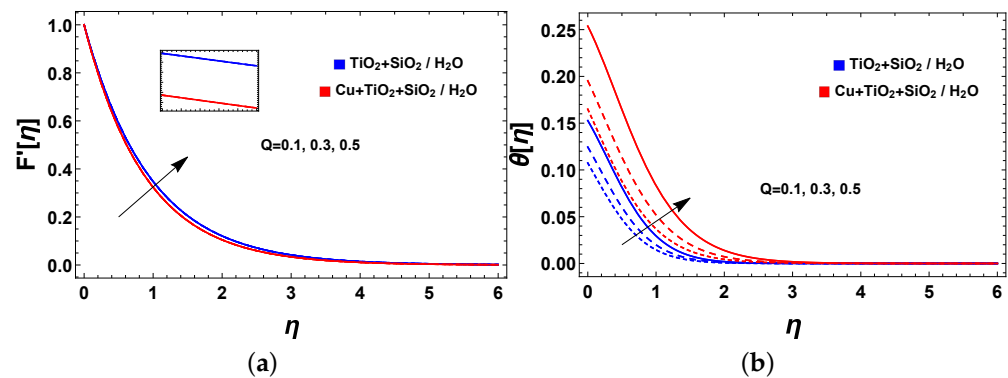 1.0
0.8
0.6
0.4
0.2
0.0
F'[η]
TiO₂+SiO₂ / H₂O
Cu+TiO₂+SiO₂ / H₂O
Q=0.1, 0.3, 0.5
0 1 2 3 4 5 6
η
(a)
0.25
0.20
0.15
0.10
0.05
0.00
θ[η]
TiO₂+SiO₂ / H₂O
Cu+TiO₂+SiO₂ / H₂O
Q=0.1, 0.3, 0.5
0 1 2 3 4 5 6
η
(b)